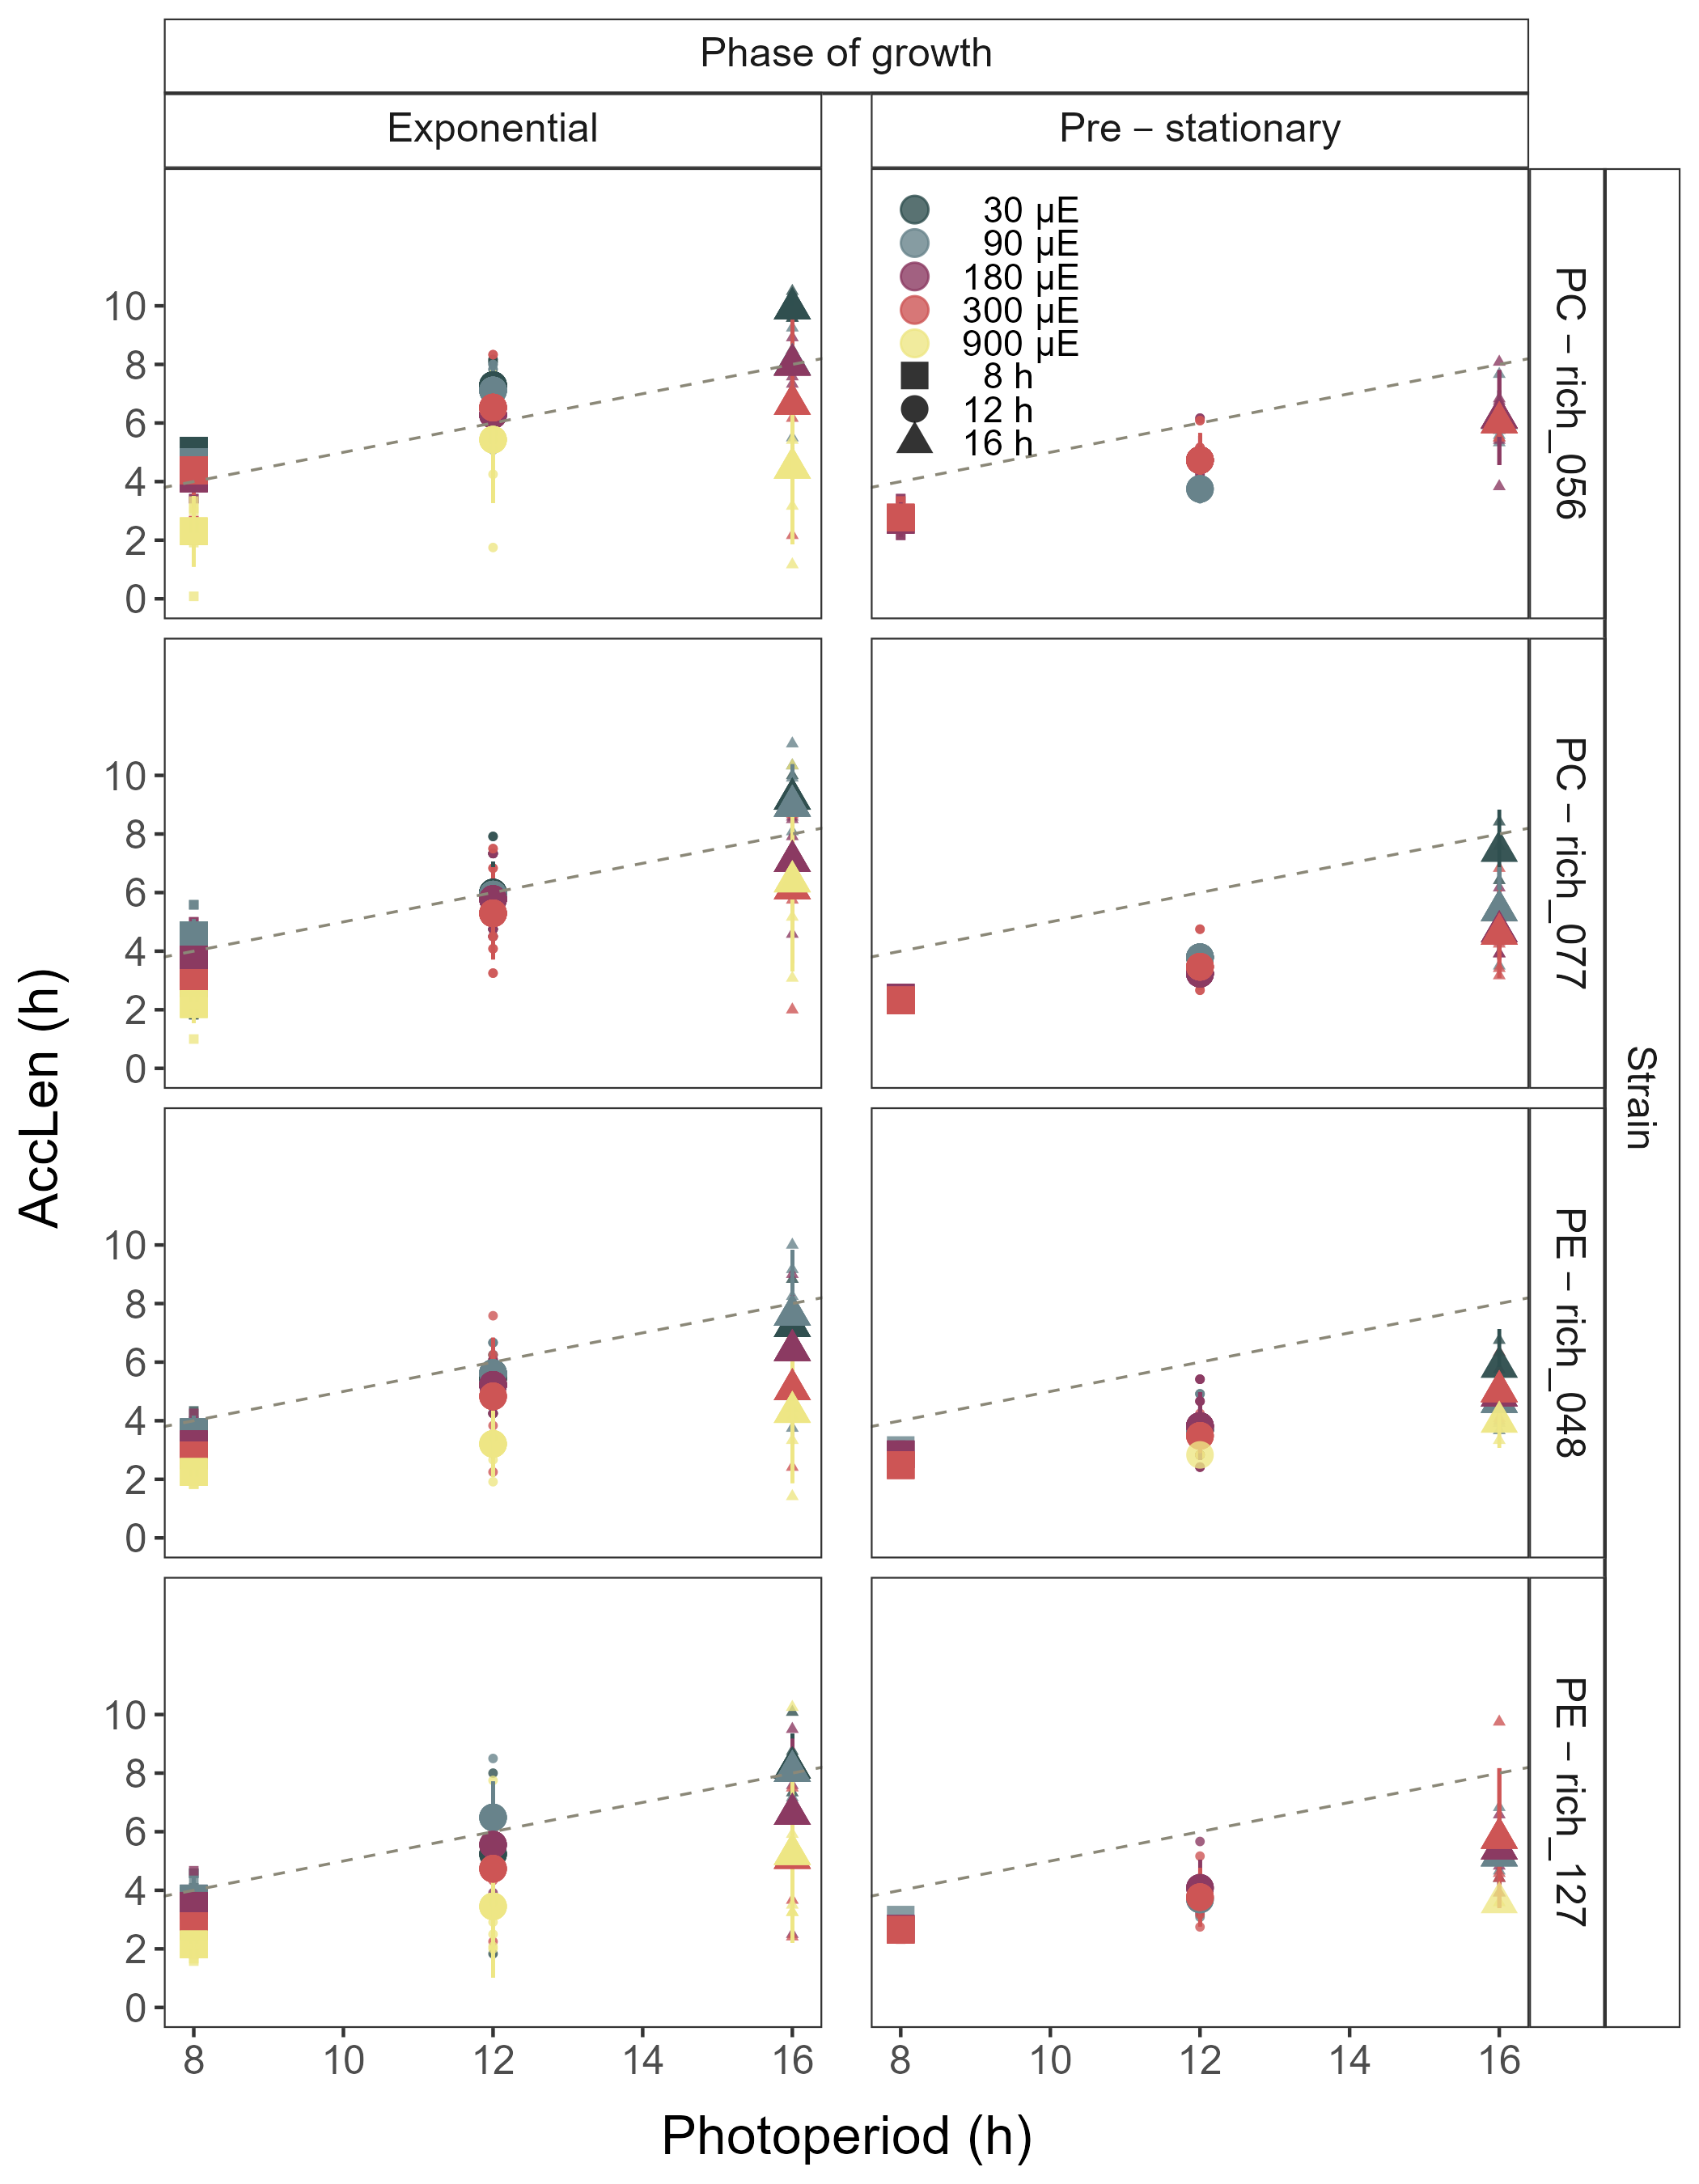 Phase of growth
Exponential
Pre − stationary
30 µE
90 µE
180 µE
300 µE
900 µE
8 h
12 h
16 h
AccLen (h)
10
8
6
4
2
0
PC − rich_056
10
8
6
4
2
0
PC − rich_077
10
8
6
4
2
0
PE − rich_048
10
8
6
4
2
0
PE − rich_127
Strain
8 10 12 14 16
8 10 12 14 16
Photoperiod (h)